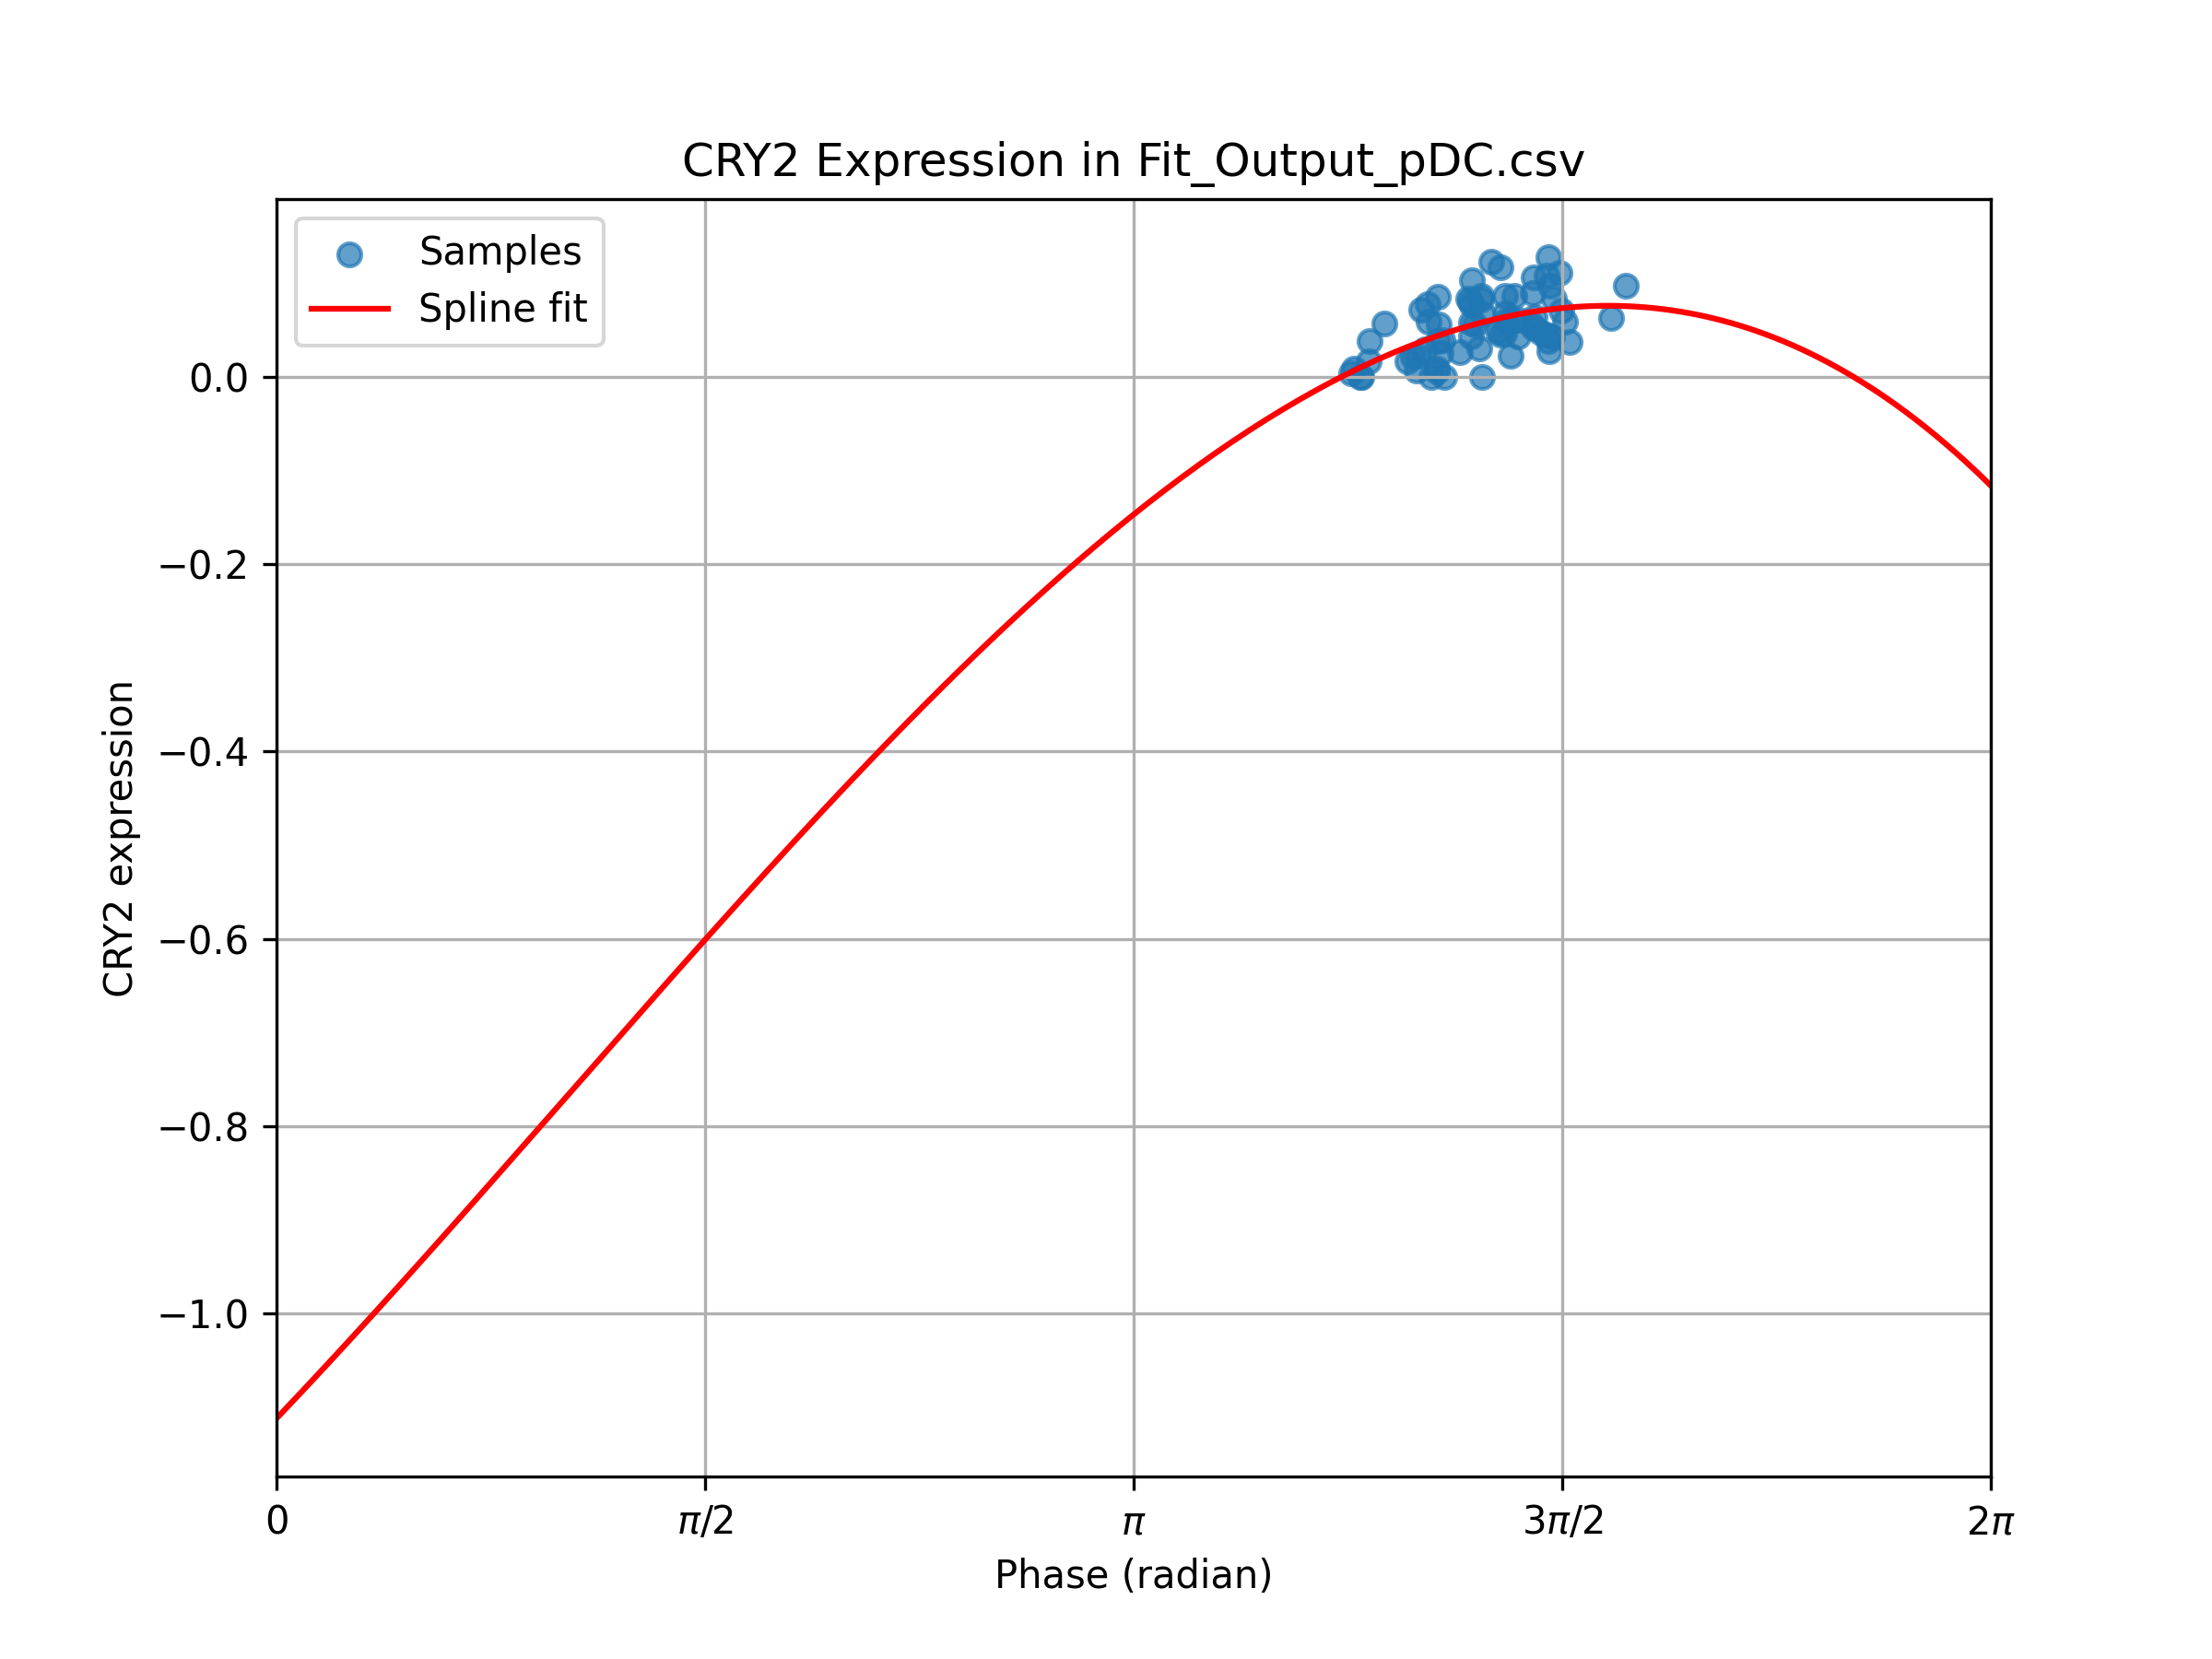 CRY2 Expression in Fit_Output_pDC.csv
Samples
Spline fit
0.0
−0.2
−0.4
−0.6
−0.8
−1.0
CRY2 expression
0 π/2 π 3π/2 2π
Phase (radian)